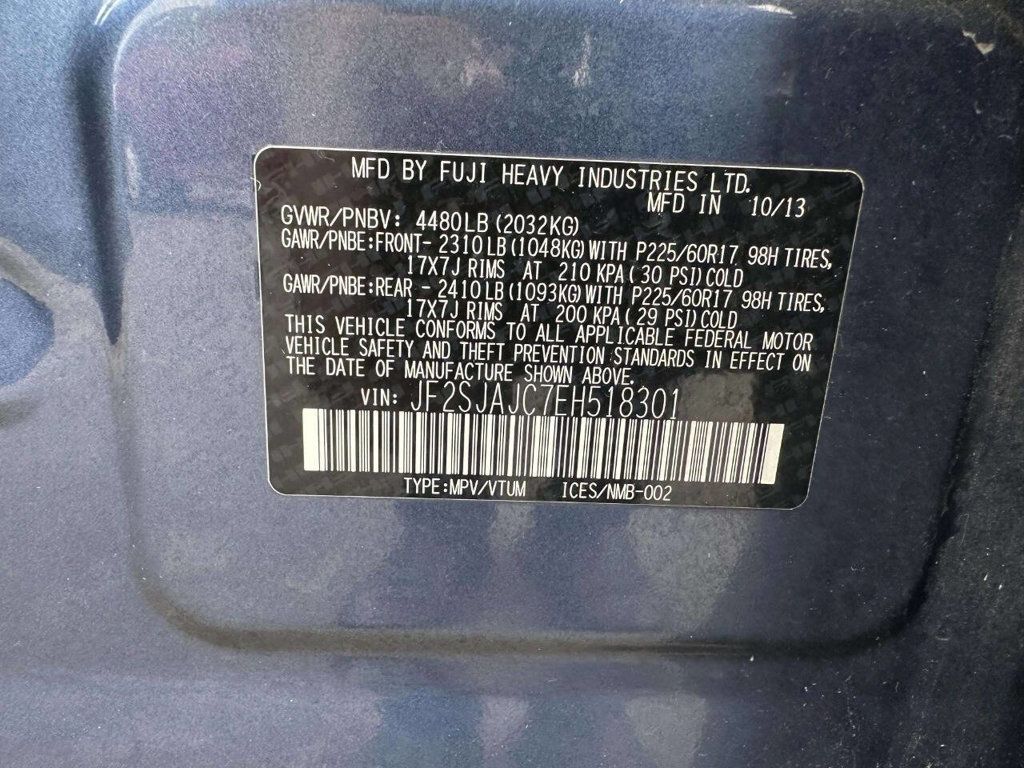 MFD BY FUJI HEAVY INDUSTRIES LTD.
MFD IN 10/13
GVWR/PNBV: 4480LB (2032KG)
GAWR/PNBE:FRONT- 2310LB (1048KG) WITH P225/60R17 98H TIRES,
17X7J RIMS AT 210 KPA( 30 PSI) COLD
GAWR/PNBE:REAR - 2410LB (1093KG) WITH P225/60R17 98H TIRES,
17X7J RIMS AT 200 KPA( 29 PSI) COLD
THIS VEHICLE CONFORMS TO ALL APPLICABLE FEDERAL MOTOR
VEHICLE SAFETY AND THEFT PREVENTION STANDARDS IN EFFECT ON
THE DATE OF MANUFACTURE SHOWN ABOVE.
VIN: JF2SJAJC7EH518301
TYPE:MPV/VTUM ICES/NMB-002